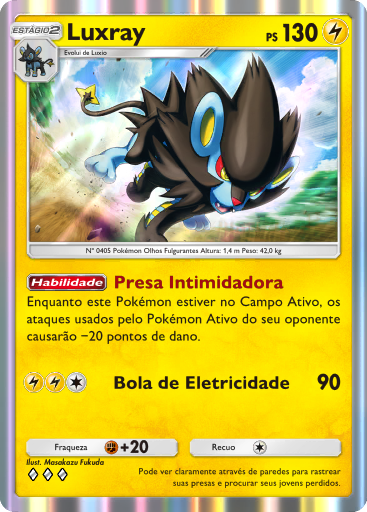 ESTÁGIO 2
Luxray
PS 130
Evolui de Luxio
Nº 0405 Pokémon Olhos Fulgurantes Altura: 1,4 m Peso: 42,0 kg
Habilidade Presa Intimidadora
Enquanto este Pokémon estiver no Campo Ativo, os
ataques usados pelo Pokémon Ativo do seu oponente
causarão −20 pontos de dano.
Bola de Eletricidade 90
Fraqueza +20 Recuo
Ilust. Masakazu Fukuda
Pode ver claramente através de paredes para rastrear
suas presas e procurar seus jovens perdidos.